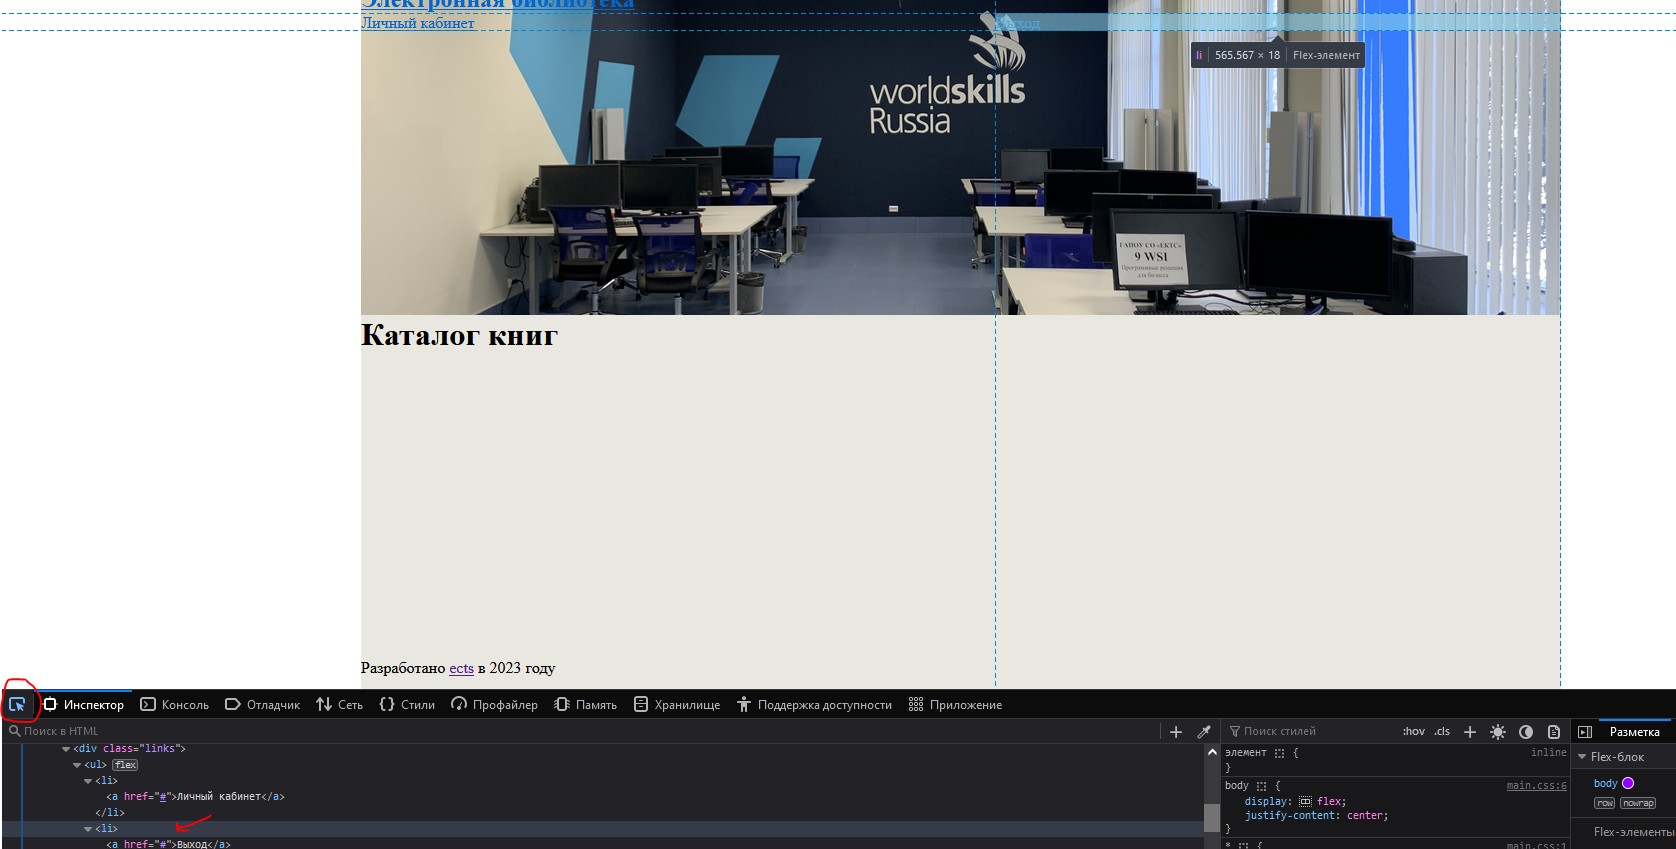 Электронная библиотека
Личный кабинет
Выход
li 565.567 × 18 Flex-элемент
worldskills
Russia
ГАПОУ СО «ЕКТС»
9 WSI
Программные решения
для бизнеса
Каталог книг
Разработано ects в 2023 году
Инспектор Консоль Отладчик Сеть Стили Профайлер Память Хранилище Поддержка доступности Приложение
Поиск в HTML
Поиск стилей
:hov .cls
Разметка
<div class="links">
<ul> flex
<li>
<a href="#">Личный кабинет</a>
</li>
<li>
<a href="#">Выход</a>
элемент { inline
}
body { main.css:6
display: flex;
justify-content: center;
}
* { main.css:1
Flex-блок
body
row nowrap
Flex-элементы